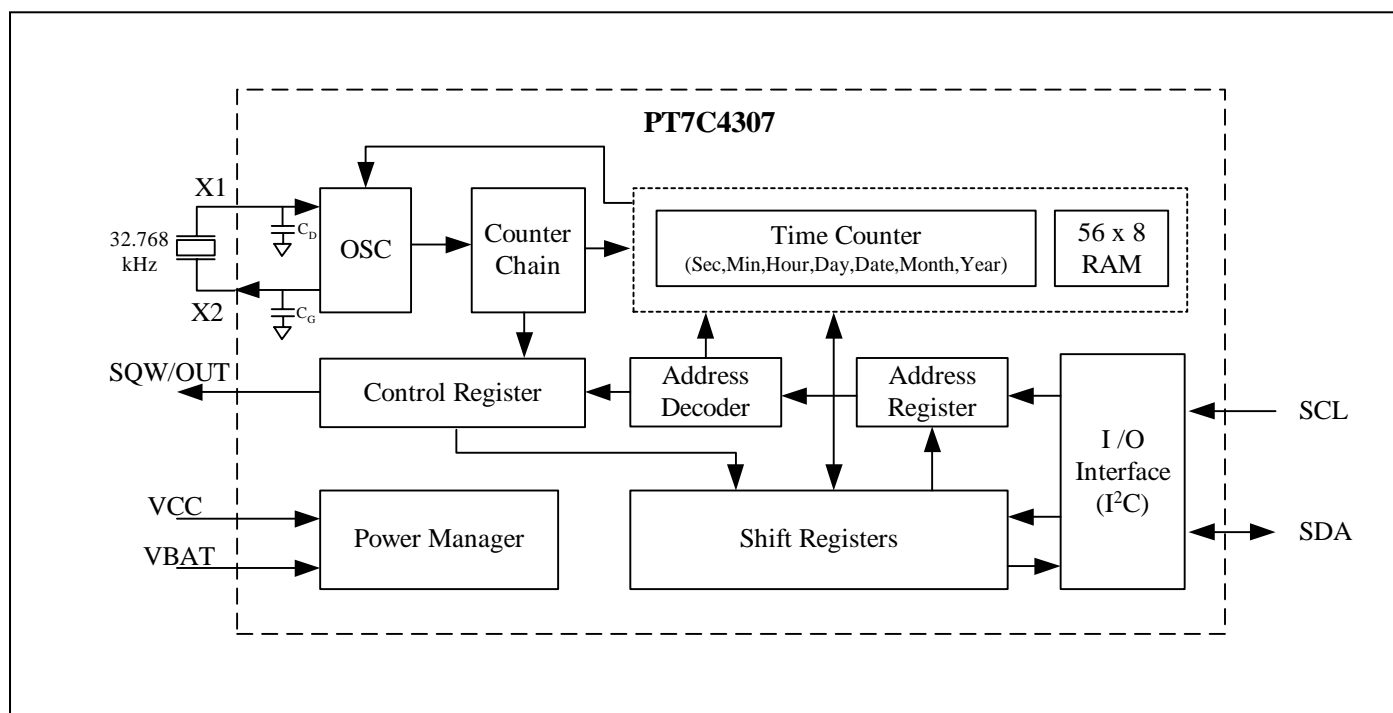 PT7C4307
X1
32.768
kHz
X2
C_D
C_G
OSC
Counter
Chain
Time Counter
(Sec,Min,Hour,Day,Date,Month,Year)
56 x 8
RAM
SQW/OUT
Control Register
Address
Decoder
Address
Register
I /O
Interface
(I²C)
SCL
SDA
VCC
VBAT
Power Manager
Shift Registers